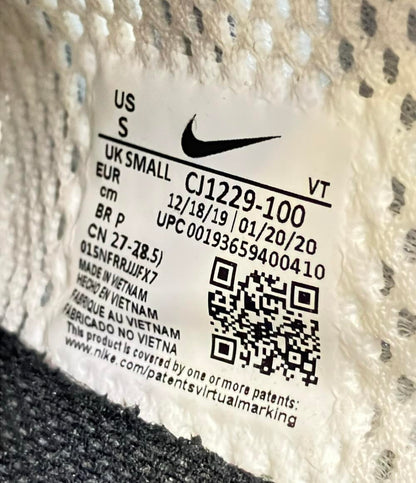 US
S
UK SMALL
CJ1229-100
VT
EUR
cm
12/18/19 | 01/20/20
BR P
UPC 00193659400410
CN 27-28.5)
01SNFRRJJJFX7
MADE IN VIETNAM
HECHO EN VIETNAM
FABRIQUE AU VIETNAM
FABRICADO NO VIETNA
This product is covered by one or more patents:
www.nike.com/patentsvirtualmarking